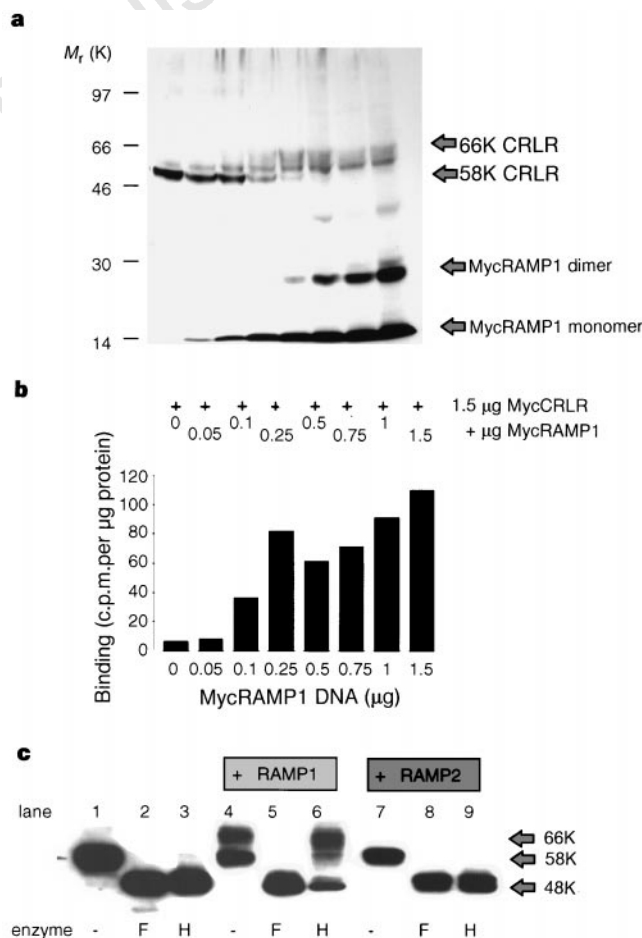 a
Mr (K)
97
66
46
30
14
66K CRLR
58K CRLR
MycRAMP1 dimer
MycRAMP1 monomer
b
+ + + + + + + + 1.5 µg MycCRLR
0 0.05 0.1 0.25 0.5 0.75 1 1.5 + µg MycRAMP1
Binding (c.p.m.per µg protein)
120
100
80
60
40
20
0
0 0.05 0.1 0.25 0.5 0.75 1 1.5
MycRAMP1 DNA (µg)
c
+ RAMP1 + RAMP2
lane 1 2 3 4 5 6 7 8 9
66K
58K
48K
enzyme - F H - F H - F H